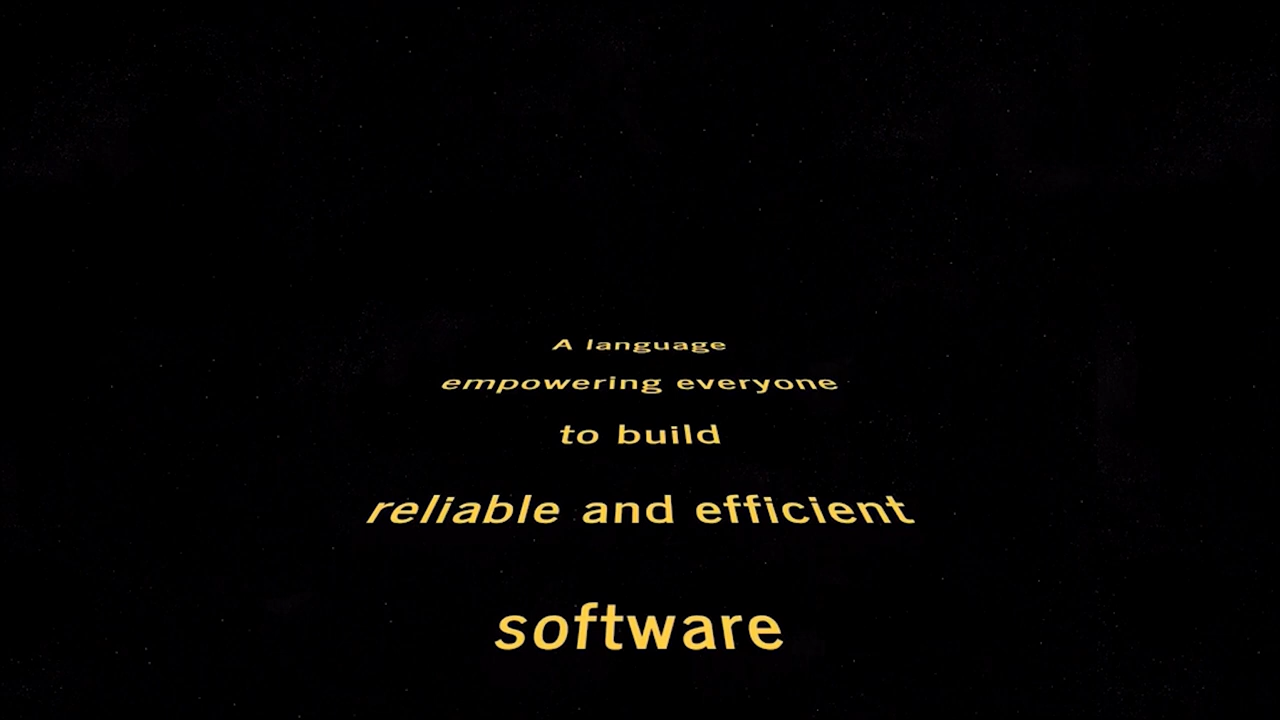 A language
empowering everyone
to build
reliable and efficient
software